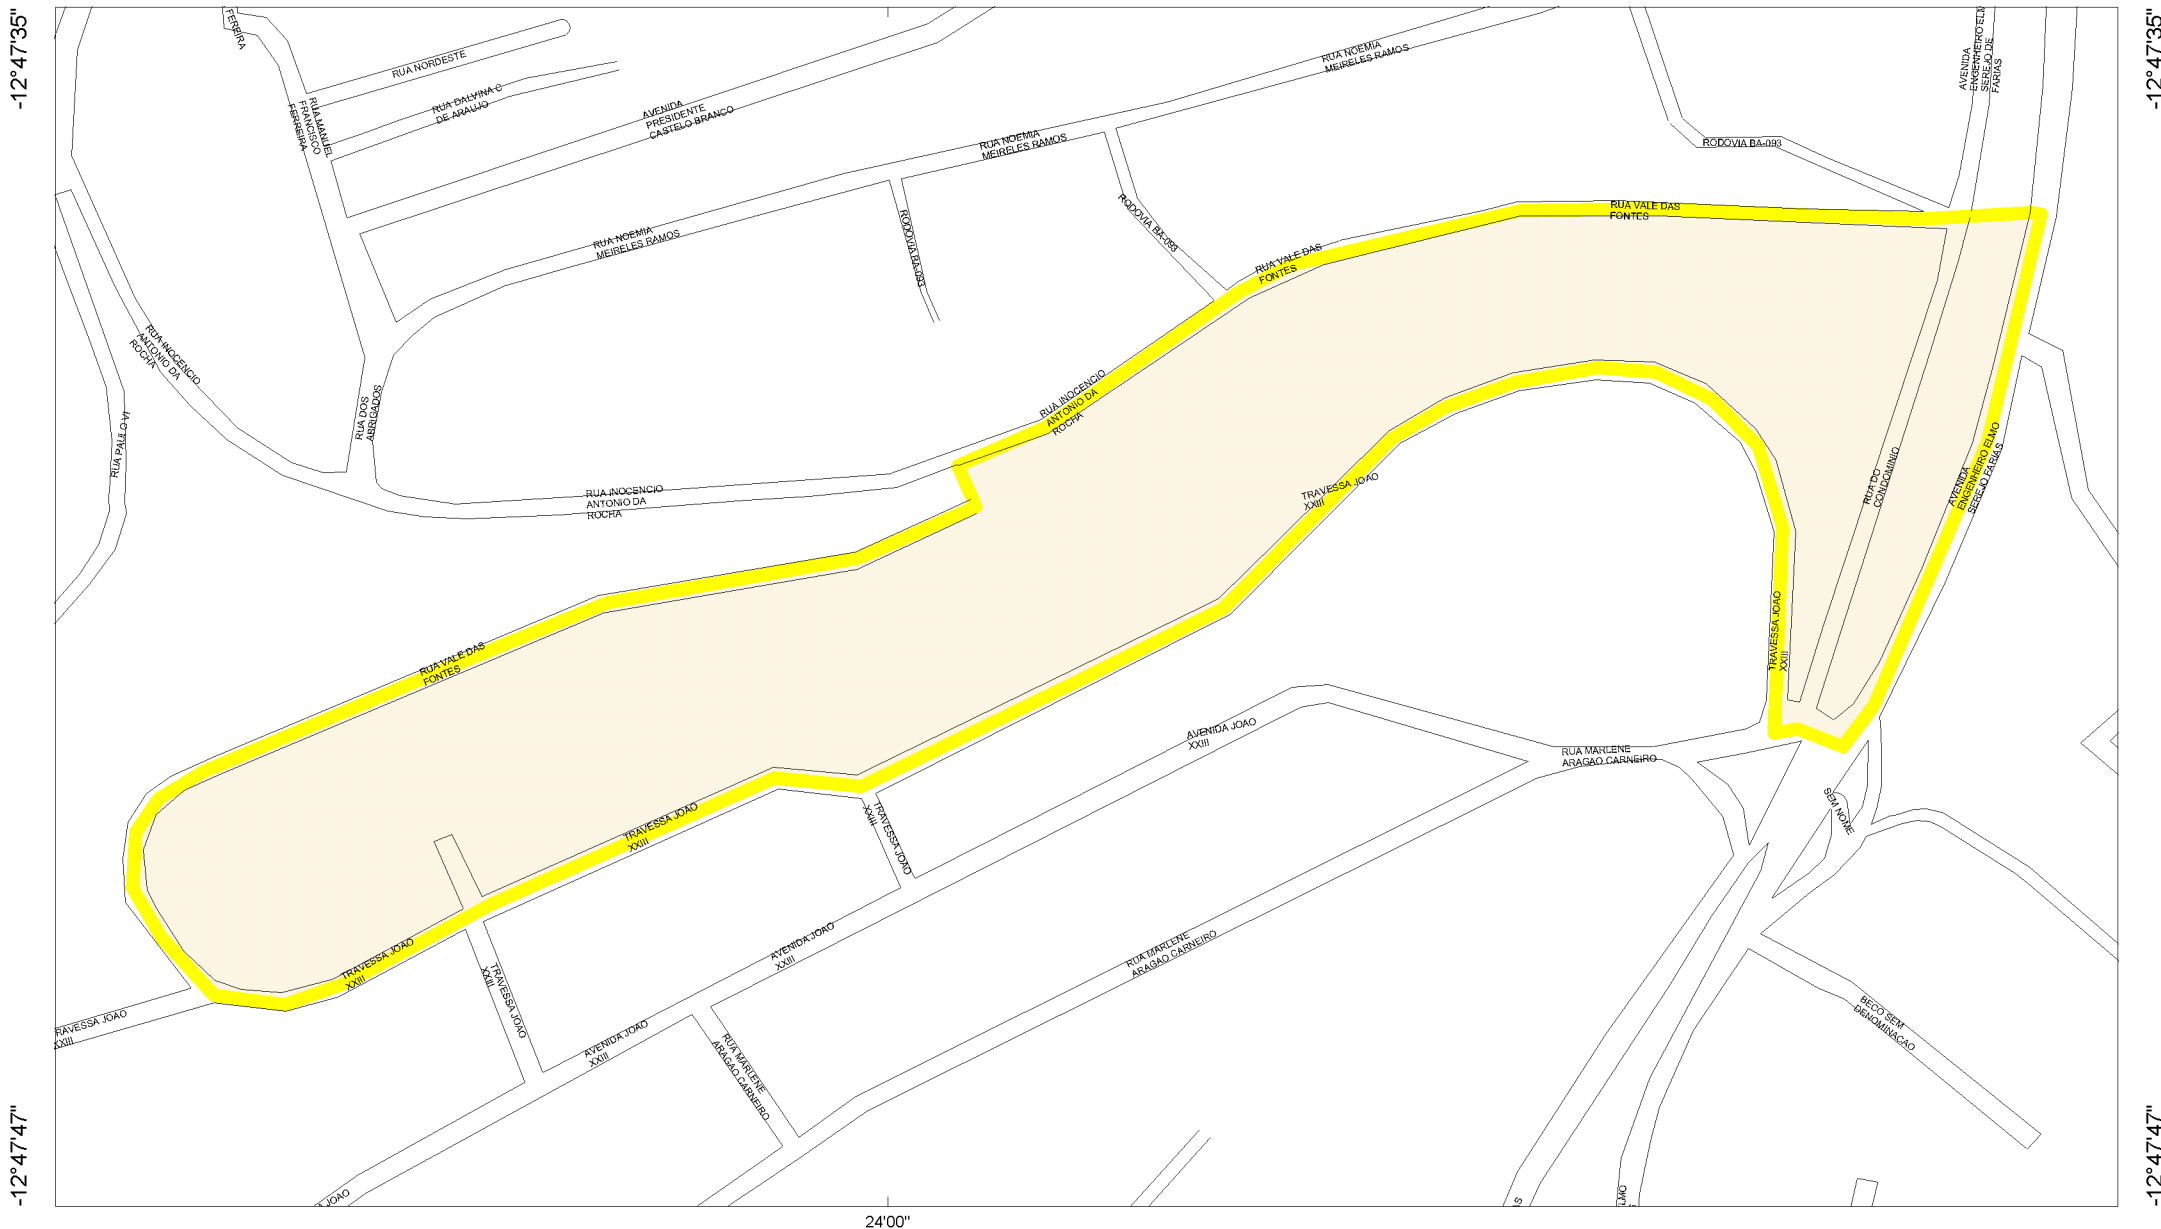 -12°47'35"
-12°47'35"
FERREIRA
RUA NORDESTE
RUA DALVINA C
DE ARAUJO
RUA MANUEL
FRANCISCO
FERREIRA
AVENIDA
PRESIDENTE
CASTELO BRANCO
RUA NOEMIA
MEIRELES RAMOS
AVENIDA
ENGENHEIRO ELM
SEREJO DE
FARIAS
RUA NOEMIA
MEIRELES RAMOS
RODOVIA BA-093
RUA NOEMIA
MEIRELES RAMOS
RODOVIA BA-093
RODOVIA BA-093
RUA VALE DAS
FONTES
RUA VALE DAS
FONTES
RUA INOCENCIO
ANTONIO DA
ROCHA
RUA PAULO VI
RUA DOS
ABRIGADOS
RUA INOCENCIO
ANTONIO DA
ROCHA
RUA INOCENCIO
ANTONIO DA
ROCHA
TRAVESSA JOAO
XXIII
RUA DO
CONDOMINIO
AVENIDA
ENGENHEIRO ELMO
SEREJO FARIAS
RUA VALE DAS
FONTES
TRAVESSA JOAO
XXIII
AVENIDA JOAO
XXIII
RUA MARLENE
ARAGAO CARNEIRO
TRAVESSA JOAO
XXIII
TRAVESSA JOAO
XXIII
SEM NOME
TRAVESSA JOAO
XXIII
TRAVESSA JOAO
XXIII
AVENIDA JOAO
XXIII
RUA MARLENE
ARAGAO CARNEIRO
RAVESSA JOAO
XXIII
AVENIDA JOAO
XXIII
RUA MARLENE
ARAGAO CARNEIRO
BECO SEM
DENOMINACAO
-12°47'47"
-12°47'47"
JOAO
LMO
24'00"